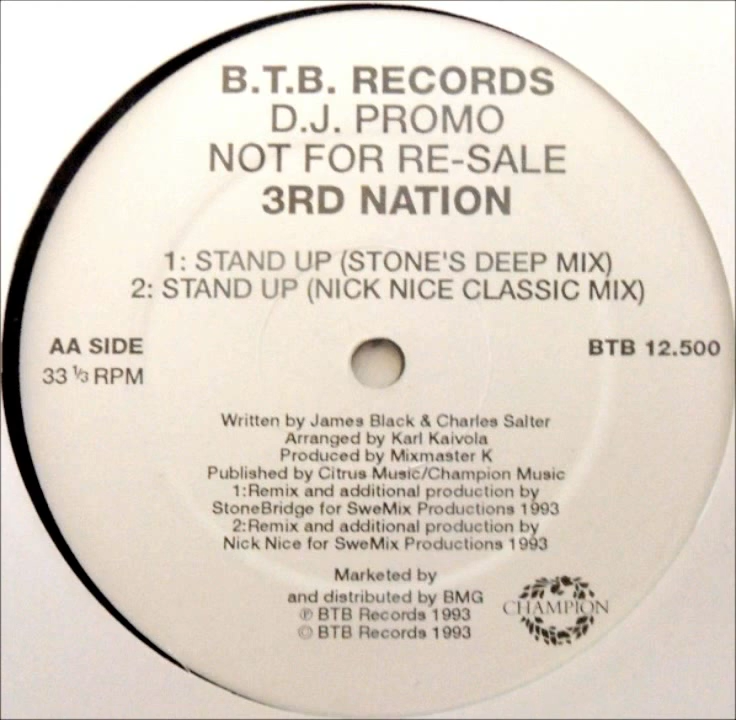 B.T.B. RECORDS
D.J. PROMO
NOT FOR RE-SALE
3RD NATION
1: STAND UP (STONE'S DEEP MIX)
2: STAND UP (NICK NICE CLASSIC MIX)
AA SIDE
33 ⅓ RPM
BTB 12.500
Written by James Black & Charles Salter
Arranged by Karl Kaivola
Produced by Mixmaster K
Published by Citrus Music/Champion Music
1:Remix and additional production by
StoneBridge for SweMix Productions 1993
2:Remix and additional production by
Nick Nice for SweMix Productions 1993
Marketed by
and distributed by BMG
℗ BTB Records 1993
© BTB Records 1993
CHAMPION